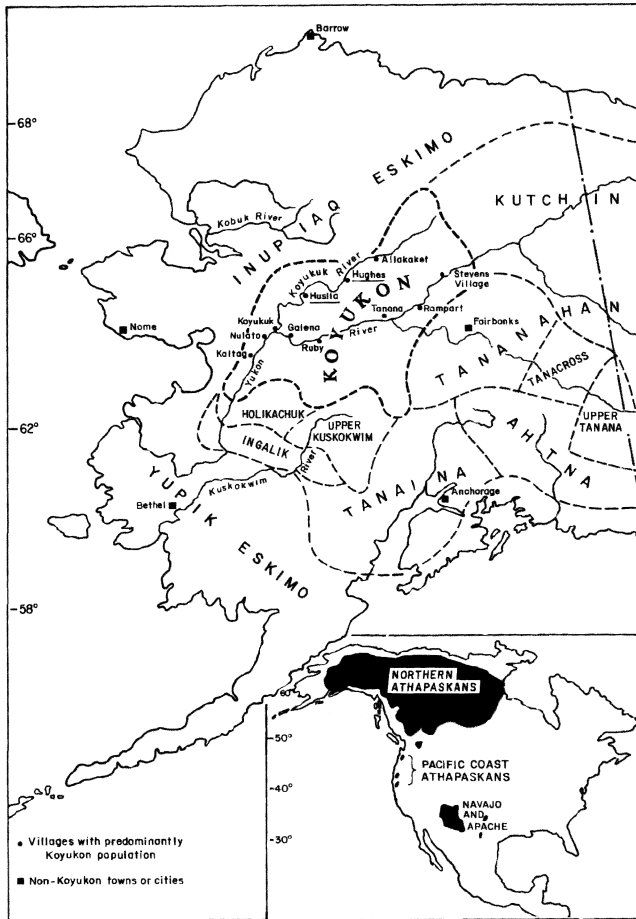 Barrow
68°
ESKIMO
KUTCHIN
Kobuk River
66°
INUPIAQ
Allakaket
Koyukuk River
Hughes
Stevens
Village
Huslia
KOYUKON
Koyukuk
Tanana
Rampart
Nome
Galena
River
Fairbonks
Nulato
Ruby
Kaltag
TANANAHAN
Yukon
TANACROSS
HOLIKACHUK
62°
UPPER
KUSKOKWIM
UPPER
TANANA
INGALIK
AHTNA
River
YUPIK
Kuskokwim
TANAINA
Anchorage
Bethel
ESKIMO
58°
NORTHERN
ATHAPASKANS
60°
50°
PACIFIC COAST
ATHAPASKANS
40°
NAVAJO
AND
APACHE
30°
Villages with predominantly
Koyukon population
Non-Koyukon towns or cities